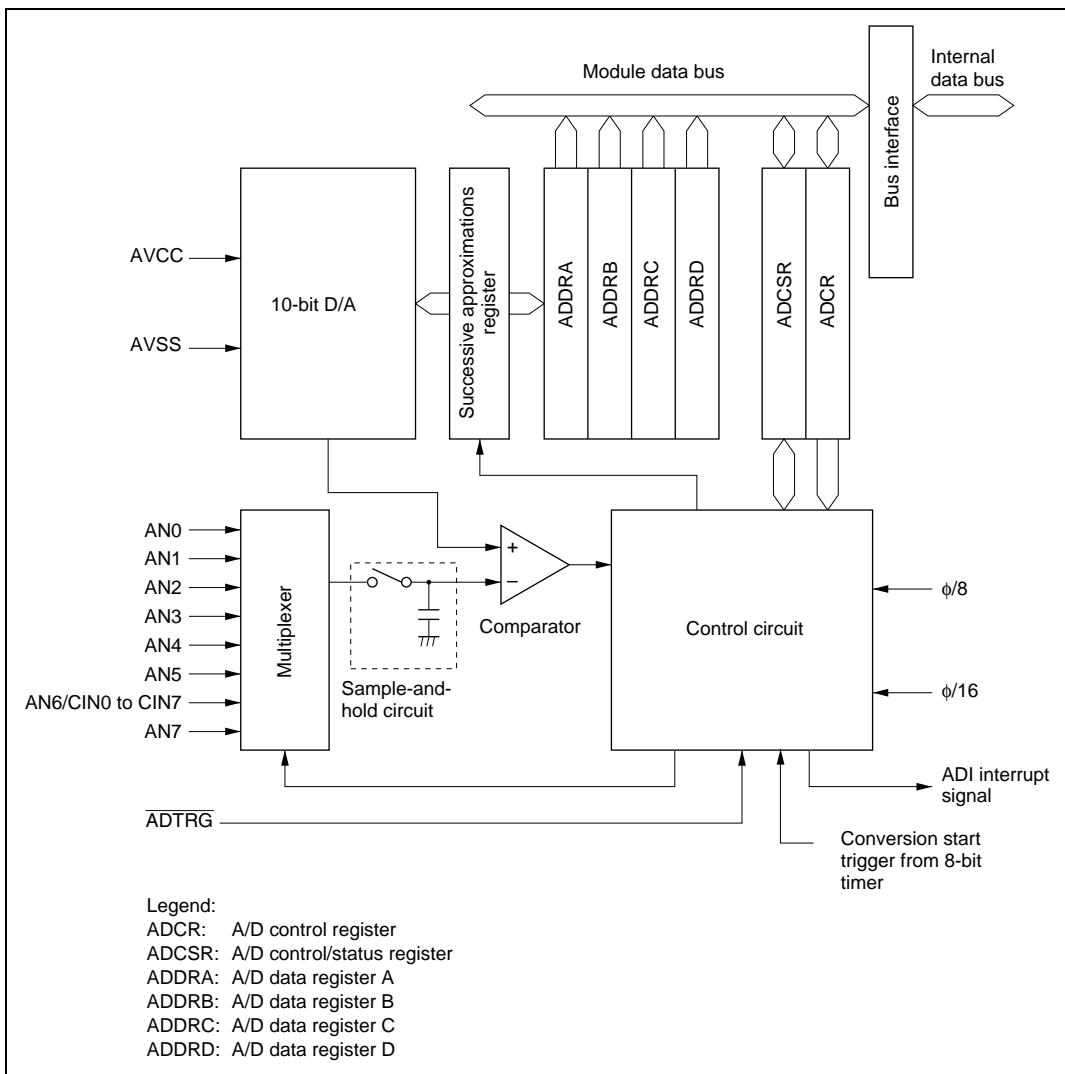 Module data bus
Internal
data bus
Bus interface
AVCC
AVSS
10-bit D/A
Successive approximations
register
ADDRA
ADDRB
ADDRC
ADDRD
ADCSR
ADCR
AN0
AN1
AN2
AN3
AN4
AN5
AN6/CIN0 to CIN7
AN7
Multiplexer
+
−
Comparator
Sample-and-
hold circuit
Control circuit
ϕ/8
ϕ/16
ADTRG
ADI interrupt
signal
Conversion start
trigger from 8-bit
timer
Legend:
ADCR: A/D control register
ADCSR: A/D control/status register
ADDRA: A/D data register A
ADDRB: A/D data register B
ADDRC: A/D data register C
ADDRD: A/D data register D